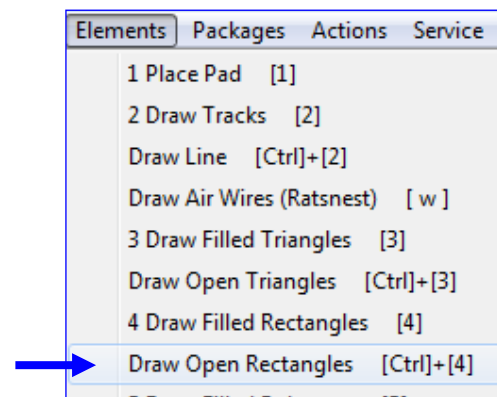 Elements Packages Actions Service
1 Place Pad [1]
2 Draw Tracks [2]
Draw Line [Ctrl]+[2]
Draw Air Wires (Ratsnest) [ w ]
3 Draw Filled Triangles [3]
Draw Open Triangles [Ctrl]+[3]
4 Draw Filled Rectangles [4]
Draw Open Rectangles [Ctrl]+[4]